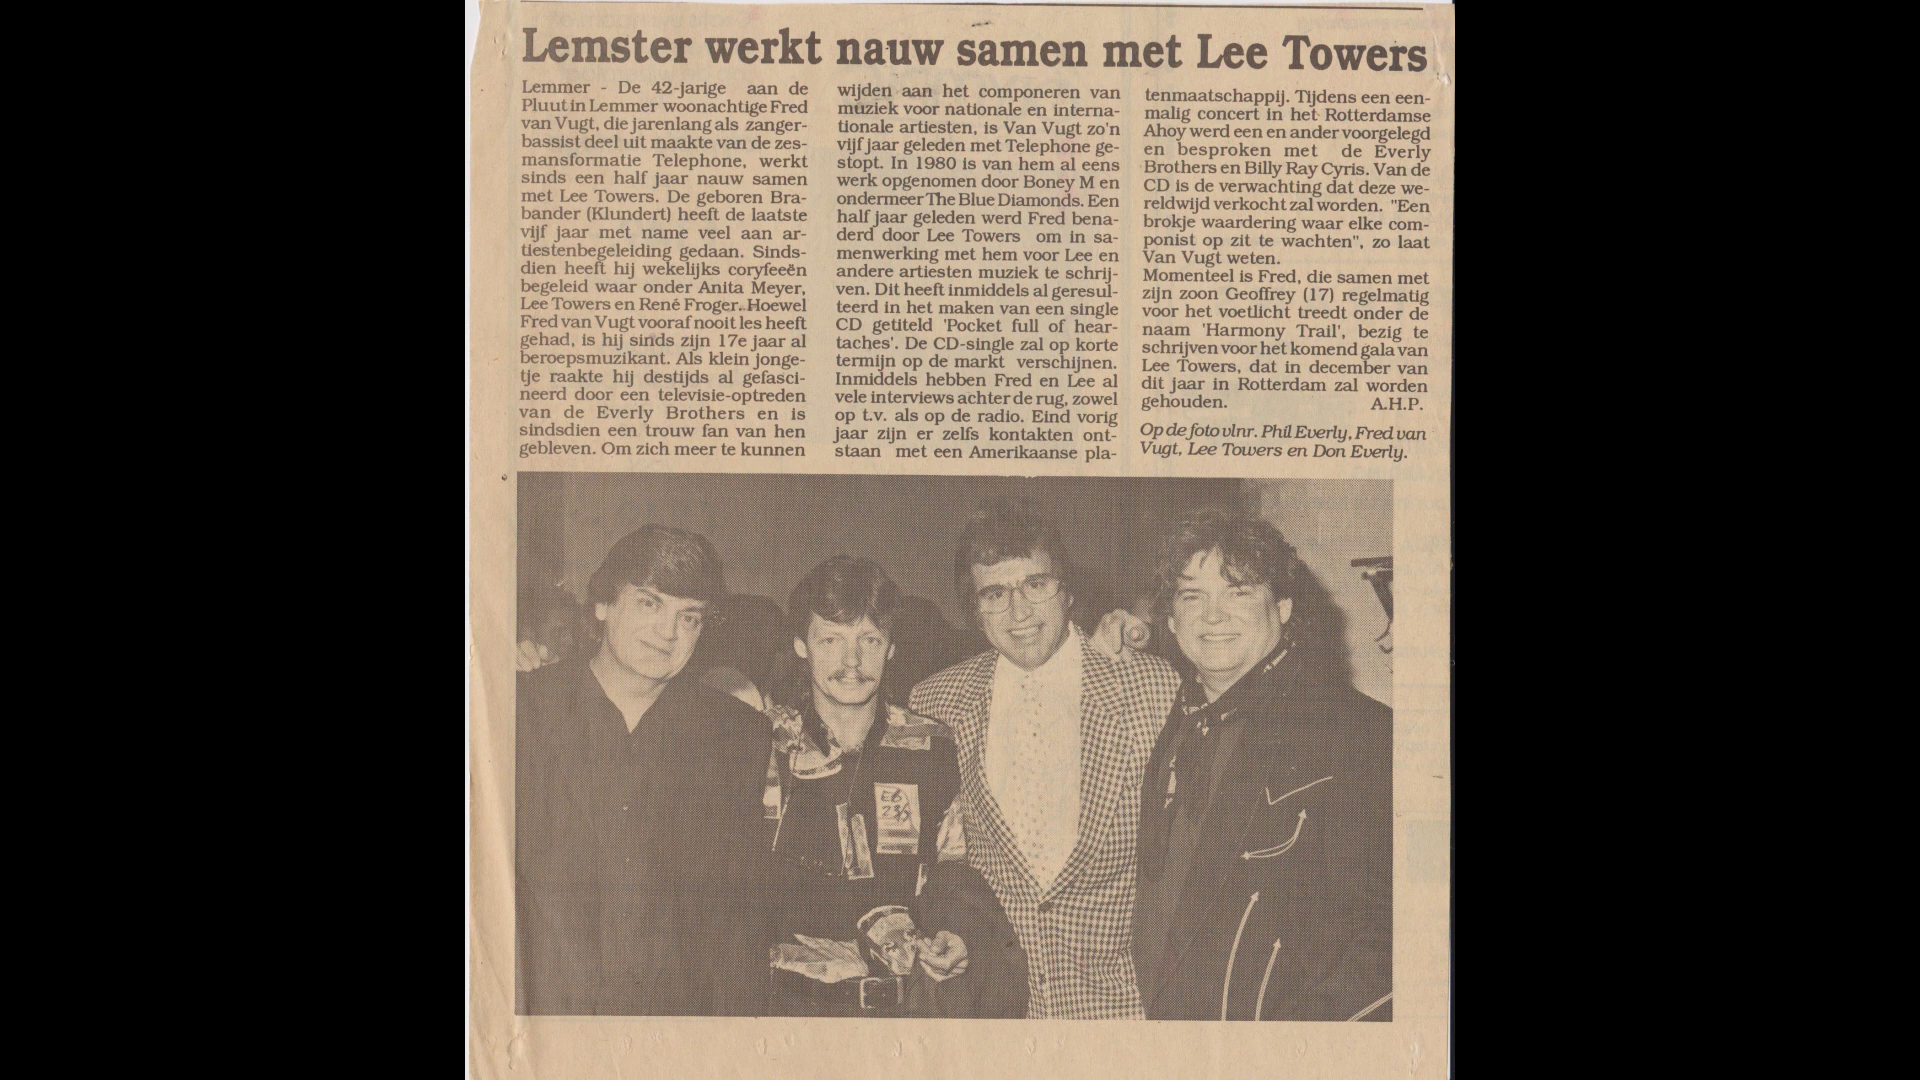 Lemster werkt nauw samen met Lee Towers
Lemmer - De 42-jarige aan de
Pluut in Lemmer woonachtige Fred
van Vugt, die jarenlang als zanger-
bassist deel uit maakte van de zes-
mansformatie Telephone, werkt
sinds een half jaar nauw samen
met Lee Towers. De geboren Bra-
bander (Klundert) heeft de laatste
vijf jaar met name veel aan ar-
tiestenbegeleiding gedaan. Sinds-
dien heeft hij wekelijks coryfeeën
begeleid waar onder Anita Meyer,
Lee Towers en René Froger. Hoewel
Fred van Vugt vooraf nooit les heeft
gehad, is hij sinds zijn 17e jaar al
beroepsmuzikant. Als klein jonge-
tje raakte hij destijds al gefasci-
neerd door een televisie-optreden
van de Everly Brothers en is
sindsdien een trouw fan van hen
gebleven. Om zich meer te kunnen
wijden aan het componeren van
muziek voor nationale en interna-
tionale artiesten, is Van Vugt zo'n
vijf jaar geleden met Telephone ge-
stopt. In 1980 is van hem al eens
werk opgenomen door Boney M en
ondermeer The Blue Diamonds. Een
half jaar geleden werd Fred bena-
derd door Lee Towers om in sa-
menwerking met hem voor Lee en
andere artiesten muziek te schrij-
ven. Dit heeft inmiddels al geresul-
teerd in het maken van een single
CD getiteld 'Pocket full of hear-
taches'. De CD-single zal op korte
termijn op de markt verschijnen.
Inmiddels hebben Fred en Lee al
vele interviews achter de rug, zowel
op t.v. als op de radio. Eind vorig
jaar zijn er zelfs kontakten ont-
staan met een Amerikaanse pla-
tenmaatschappij. Tijdens een een-
malig concert in het Rotterdamse
Ahoy werd een en ander voorgelegd
en besproken met de Everly
Brothers en Billy Ray Cyris. Van de
CD is de verwachting dat deze we-
reldwijd verkocht zal worden. "Een
brokje waardering waar elke com-
ponist op zit te wachten", zo laat
Van Vugt weten.
Momenteel is Fred, die samen met
zijn zoon Geoffrey (17) regelmatig
voor het voetlicht treedt onder de
naam 'Harmony Trail', bezig te
schrijven voor het komend gala van
Lee Towers, dat in december van
dit jaar in Rotterdam zal worden
gehouden. A.H.P.
Op de foto vlnr. Phil Everly, Fred van
Vugt, Lee Towers en Don Everly.